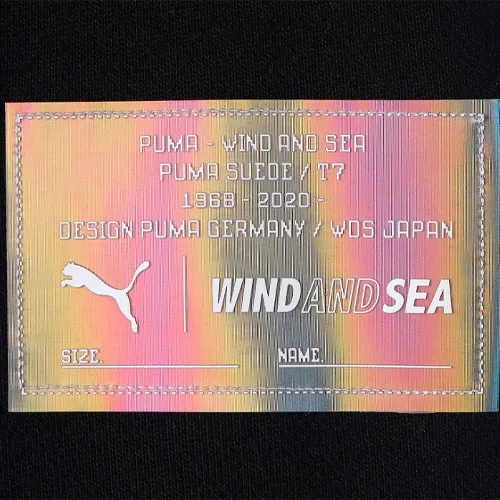 PUMA - WIND AND SEA
PUMA SUEDE / T7
1968 - 2020 -
DESIGN PUMA GERMANY / WDS JAPAN
WIND AND SEA
SIZE.
NAME.